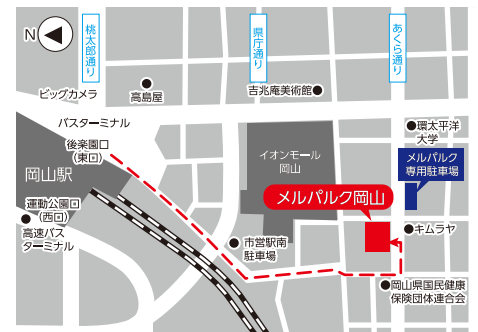 N
桃太郎通り
県庁通り
あくら通り
ビッグカメラ
高島屋
吉兆庵美術館
バスターミナル
後楽園口
(東口)
岡山駅
イオンモール
岡山
環太平洋
大学
メルパルク
専用駐車場
メルパルク岡山
運動公園口
(西口)
高速バス
ターミナル
市営駅南
駐車場
キムラヤ
岡山県国民健康
保険団体連合会